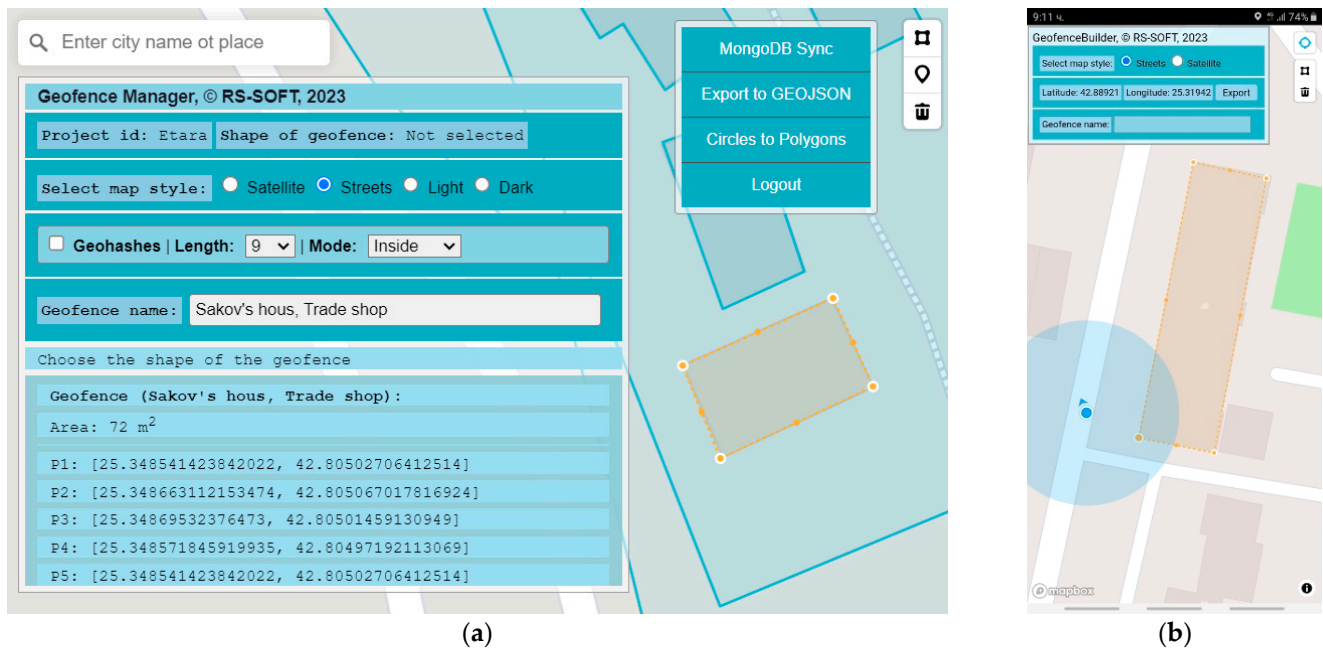 Enter city name ot place
Geofence Manager, © RS-SOFT, 2023
Project id: Etara Shape of geofence: Not selected
Select map style: Satellite Streets Light Dark
Geohashes | Length: 9 | Mode: Inside
Geofence name: Sakov's hous, Trade shop
Choose the shape of the geofence
Geofence (Sakov's hous, Trade shop):
Area: 72 m²
P1: [25.348541423842022, 42.80502706412514]
P2: [25.348663112153474, 42.805067017816924]
P3: [25.34869532376473, 42.80501459130949]
P4: [25.348571845919935, 42.80497192113069]
P5: [25.348541423842022, 42.80502706412514]
MongoDB Sync
Export to GEOJSON
Circles to Polygons
Logout
(a)
9:11 ч. 74%
GeofenceBuilder, © RS-SOFT, 2023
Select map style: Streets Satellite
Latitude: 42.88921 Longitude: 25.31942 Export
Geofence name:
mapbox
(b)